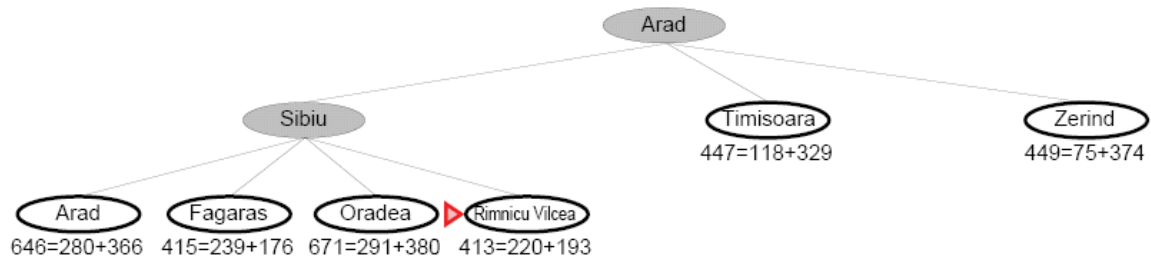 Arad
Sibiu Timisoara Zerind
447=118+329 449=75+374
Arad Fagaras Oradea Rimnicu Vilcea
646=280+366 415=239+176 671=291+380 413=220+193